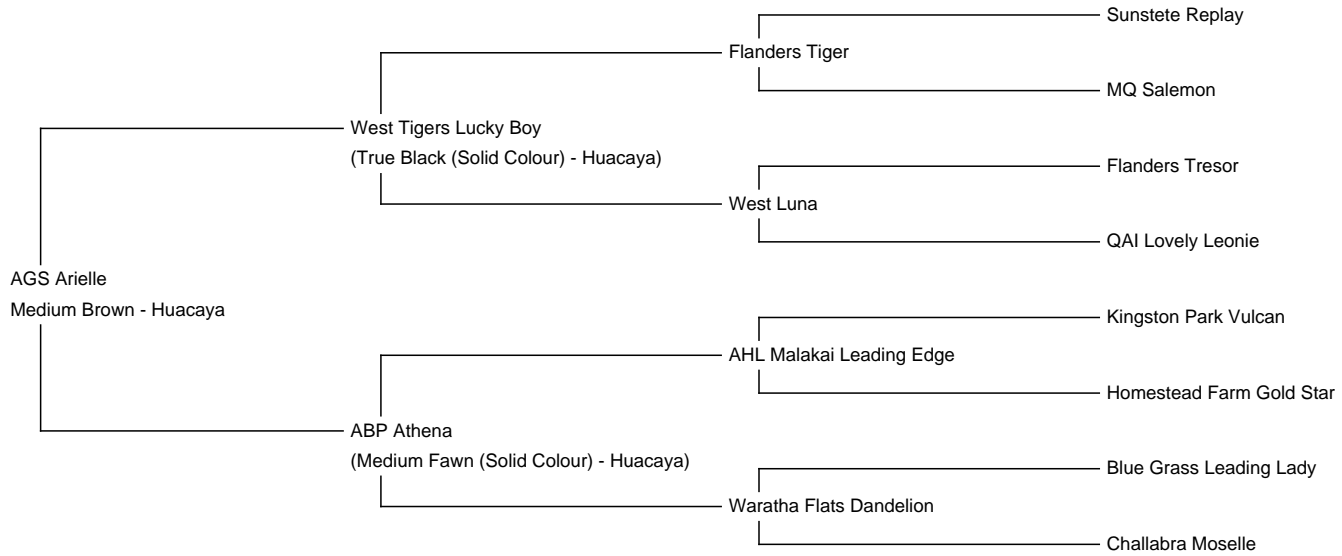 Sunstete Replay
Flanders Tiger
MQ Salemon
West Tigers Lucky Boy
(True Black (Solid Colour) - Huacaya)
Flanders Tresor
West Luna
QAI Lovely Leonie
AGS Arielle
Medium Brown - Huacaya
Kingston Park Vulcan
AHL Malakai Leading Edge
Homestead Farm Gold Star
ABP Athena
(Medium Fawn (Solid Colour) - Huacaya)
Blue Grass Leading Lady
Waratha Flats Dandelion
Challabra Moselle